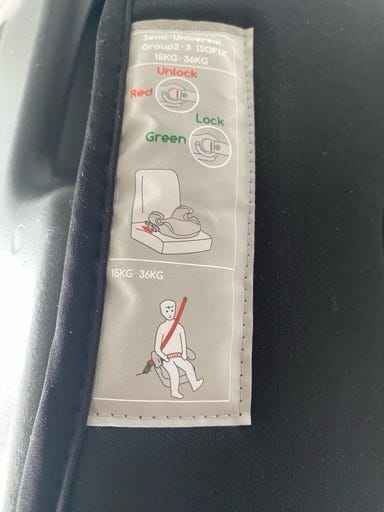 Semi-Universal
Group2+3 ISOFIX
15KG-36KG
Unlock
Red
Lock
Green
15KG-36KG